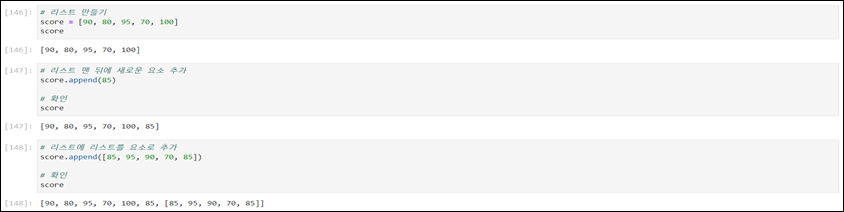 [146]:
# 리스트 만들기
score = [90, 80, 95, 70, 100]
score
[146]:
[90, 80, 95, 70, 100]
[147]:
# 리스트 맨 뒤에 새로운 요소 추가
score.append(85)
# 확인
score
[147]:
[90, 80, 95, 70, 100, 85]
[148]:
# 리스트에 리스트를 요소로 추가
score.append([85, 95, 90, 70, 85])
# 확인
score
[148]:
[90, 80, 95, 70, 100, 85, [85, 95, 90, 70, 85]]